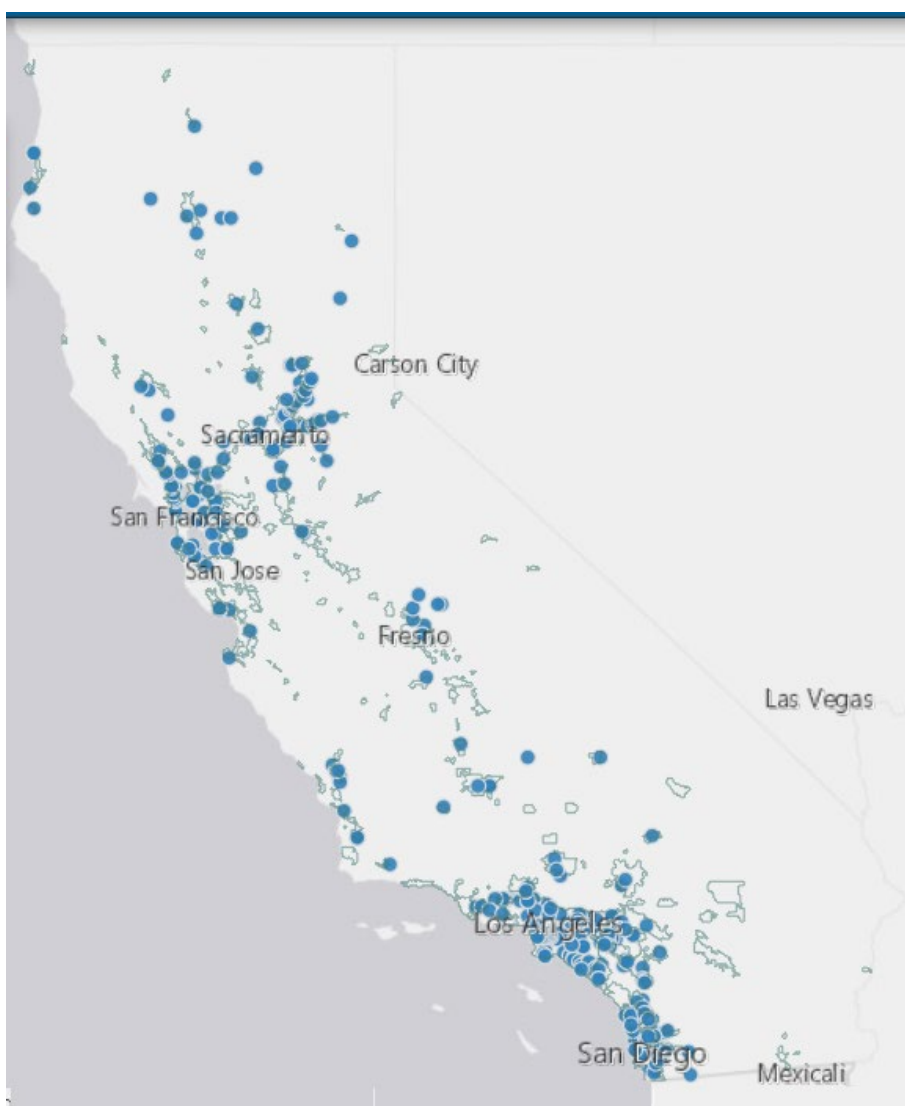 Carson City
Sacramento
San Francisco
San Jose
Fresno
Las Vegas
Los Angeles
San Diego
Mexicali